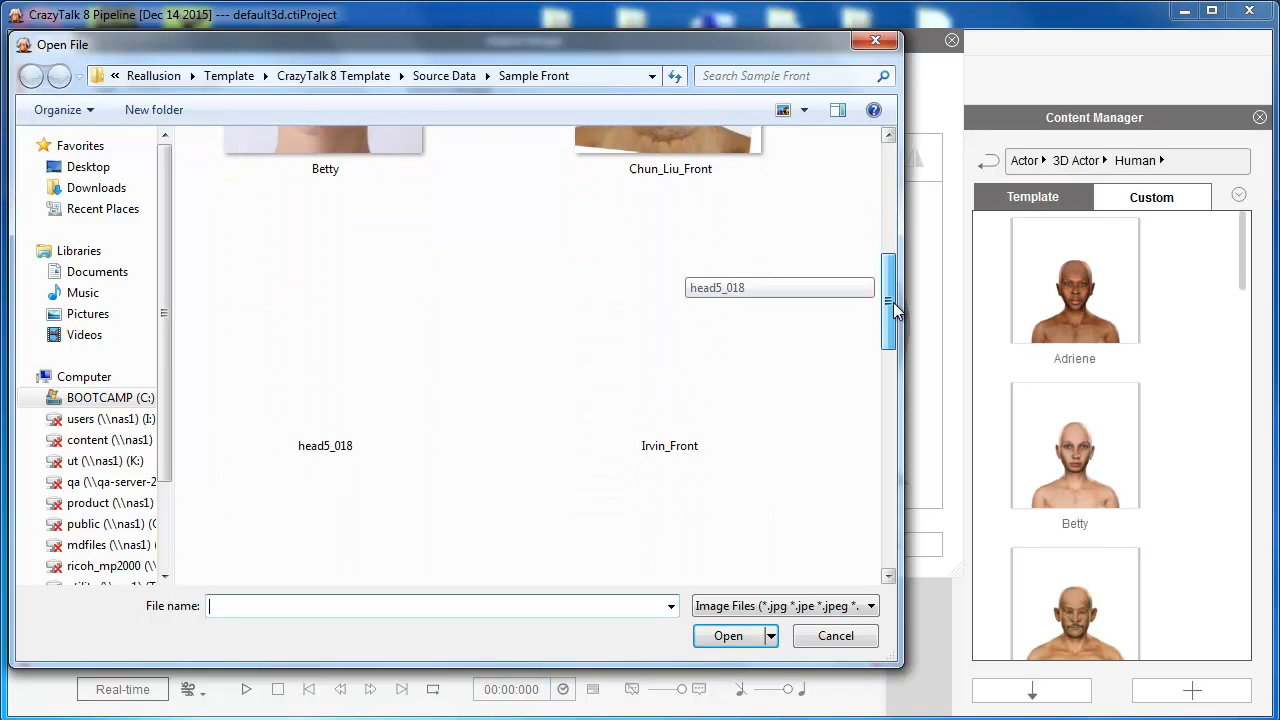 CrazyTalk 8 Pipeline [Dec 14 2015] --- default3d.ctiProject
Open File
« Reallusion Template CrazyTalk 8 Template Source Data Sample Front
Search Sample Front
Organize
New folder
Favorites
Desktop
Downloads
Recent Places
Libraries
Documents
Music
Pictures
Videos
Computer
BOOTCAMP (C:)
users (\\nas1) (I:)
content (\\nas1)
ut (\\nas1) (K:)
qa (\\qa-server-2
product (\\nas1)
public (\\nas1) (
mdfiles (\\nas1) (
ricoh_mp2000 (\\
Betty
Chun_Liu_Front
head5_018
head5_018
Irvin_Front
File name:
Image Files (*.jpg *.jpe *.jpeg *.
Open
Cancel
Content Manager
Actor 3D Actor Human
Template
Custom
Adriene
Betty
Real-time
00:00:000